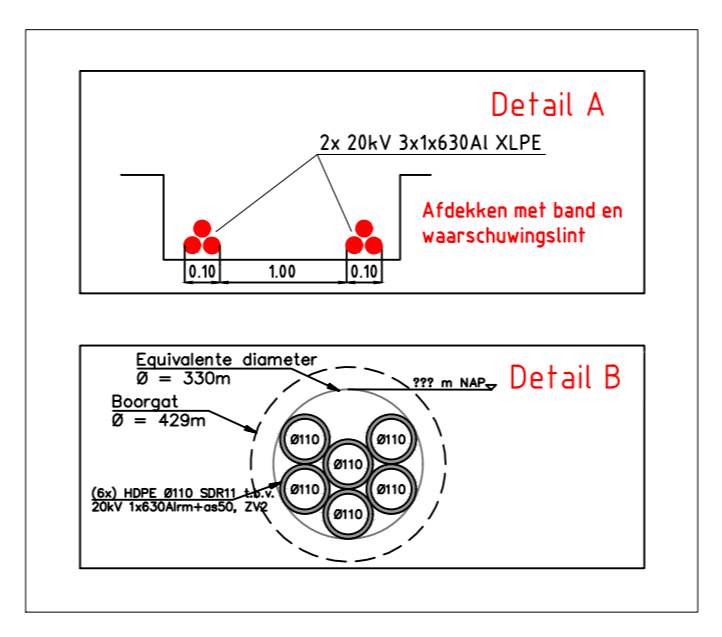 Detail A
2x 20kV 3x1x630Al XLPE
Afdekken met band en
waarschuwingslint
0.10 1.00 0.10
Detail B
Equivalente diameter
Ø = 330m
??? m NAP
Boorgat
Ø = 429m
Ø110 Ø110
Ø110
Ø110 Ø110
Ø110
(6x) HDPE Ø110 SDR11 t.b.v.
20kV 1x630Alrm+as50, ZV2